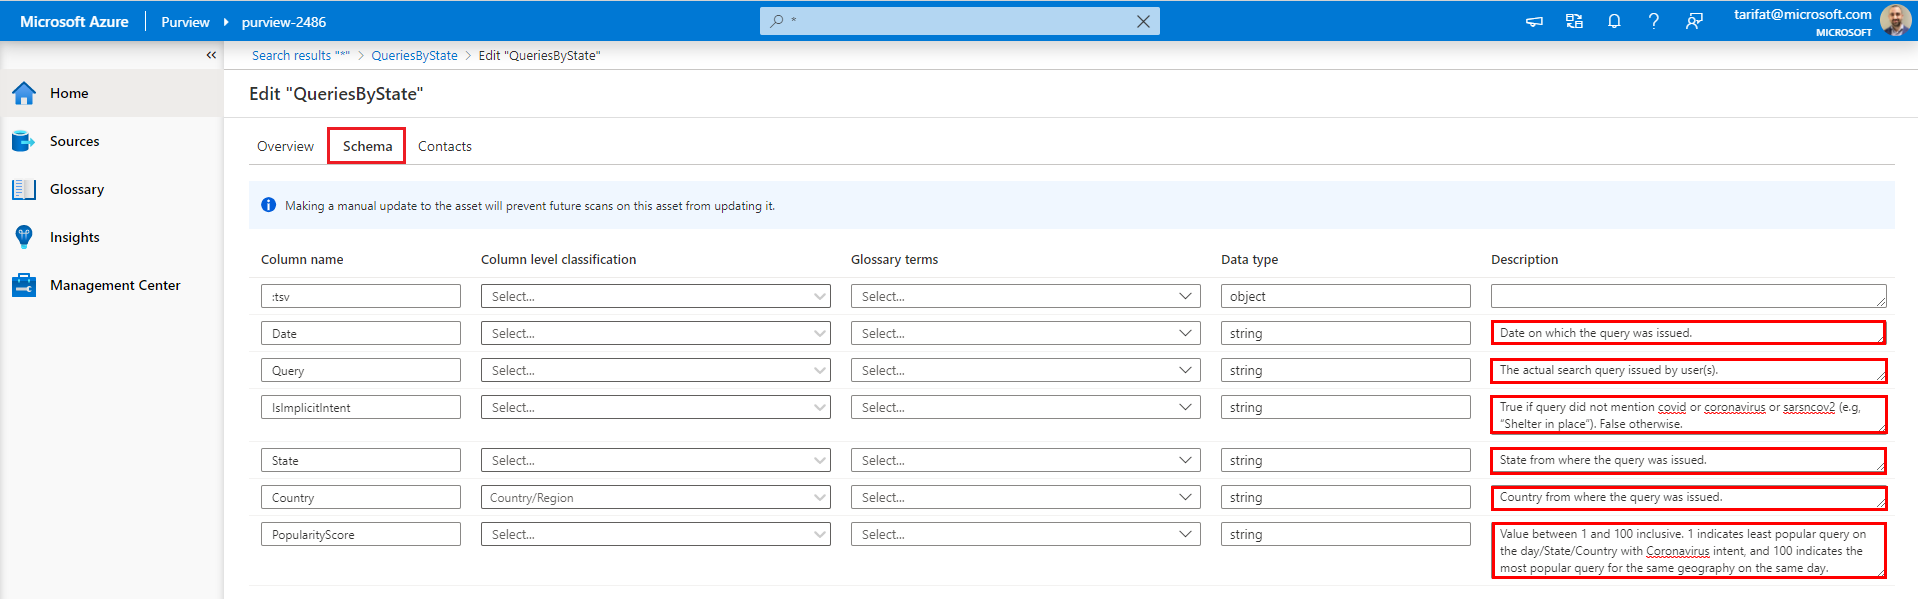 Microsoft Azure
Purview
purview-2486
*
tarifat@microsoft.com
MICROSOFT
Search results "*" > QueriesByState > Edit "QueriesByState"
Home
Sources
Glossary
Insights
Management Center
Edit "QueriesByState"
Overview Schema Contacts
Making a manual update to the asset will prevent future scans on this asset from updating it.
Column name Column level classification Glossary terms Data type Description
:tsv Select... Select... object
Date Select... Select... string Date on which the query was issued.
Query Select... Select... string The actual search query issued by user(s).
IsImplicitIntent Select... Select... string True if query did not mention covid or coronavirus or sarsncov2 (e.g,
"Shelter in place"). False otherwise.
State Select... Select... string State from where the query was issued.
Country Country/Region Select... string Country from where the query was issued.
PopularityScore Select... Select... string Value between 1 and 100 inclusive. 1 indicates least popular query on
the day/State/Country with Coronavirus intent, and 100 indicates the
most popular query for the same geography on the same day.